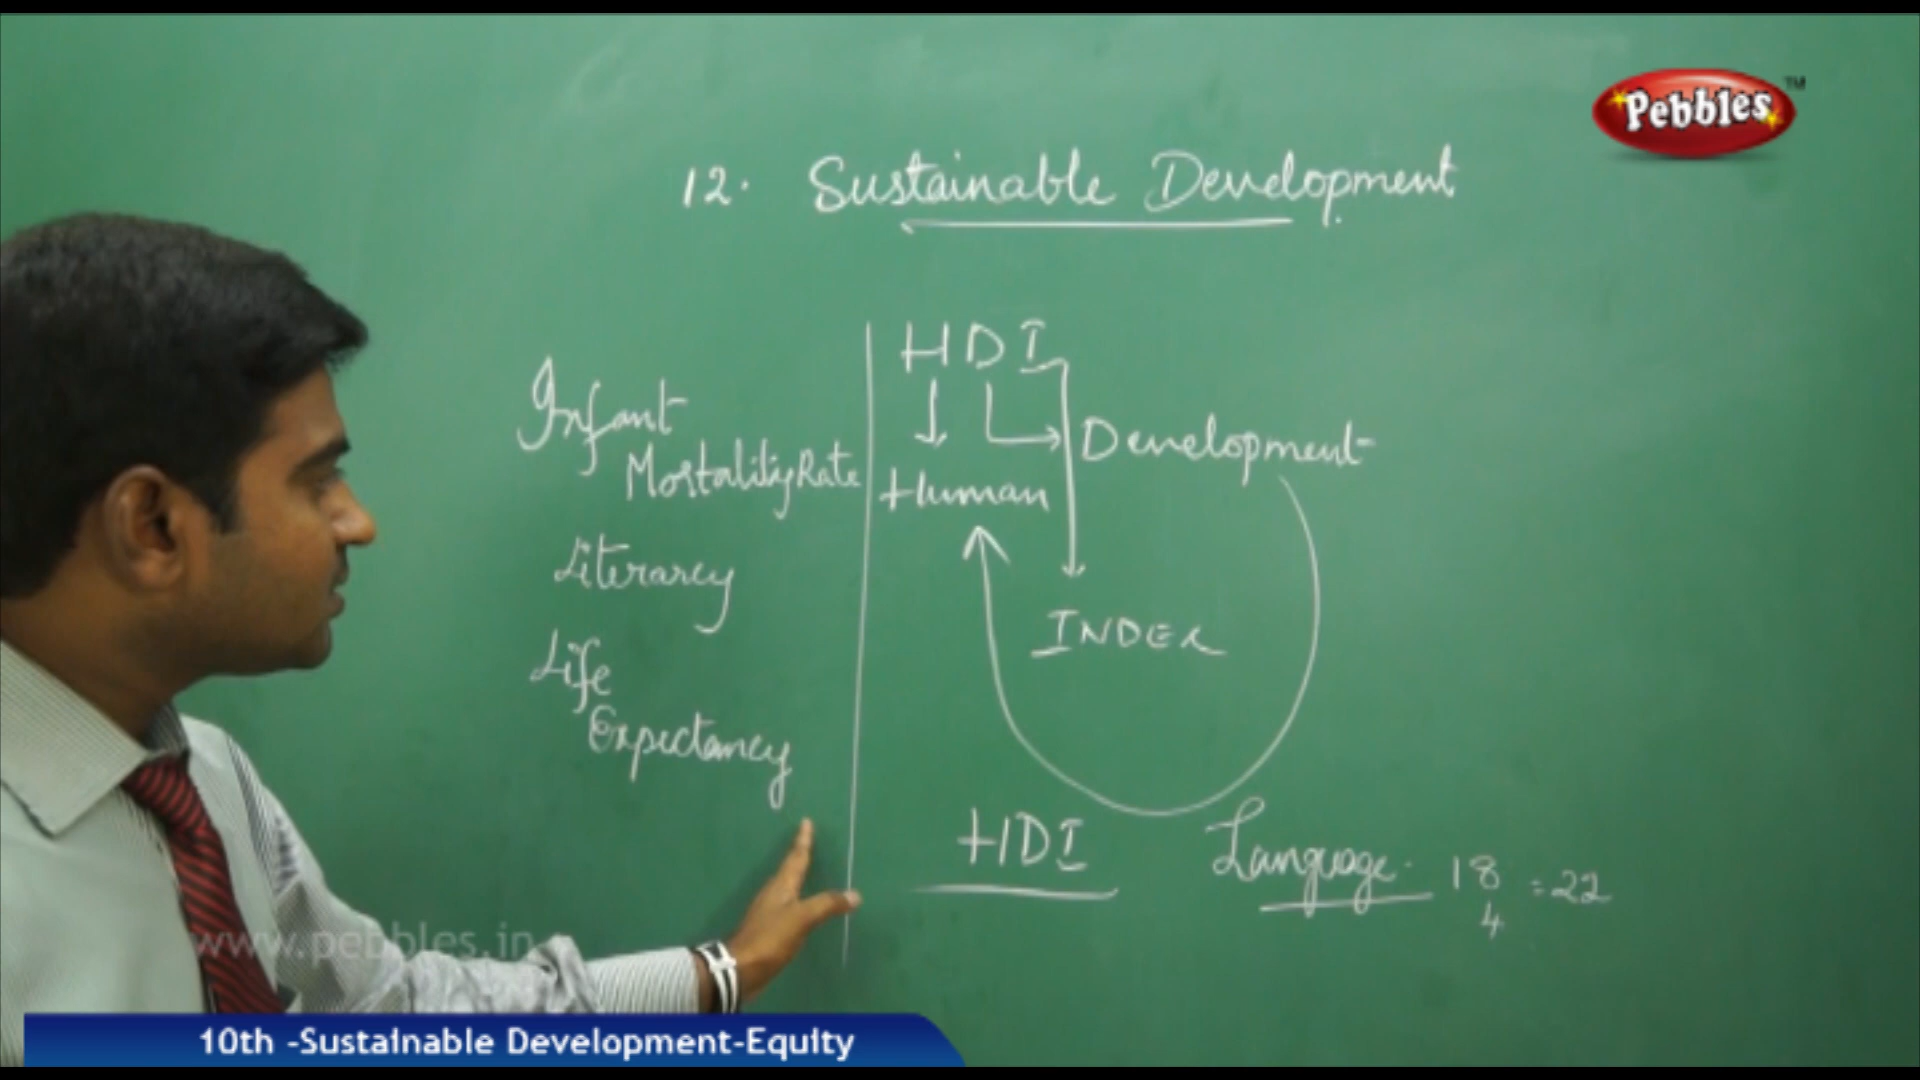 Pebbles™
12. Sustainable Development
Infant
Mortality Rate
Literarcy
Life
Expectancy
HDI
Development
Human
INDEX
HDI
Language. 18 = 22
4
www.pebbles.in
10th -Sustainable Development-Equity